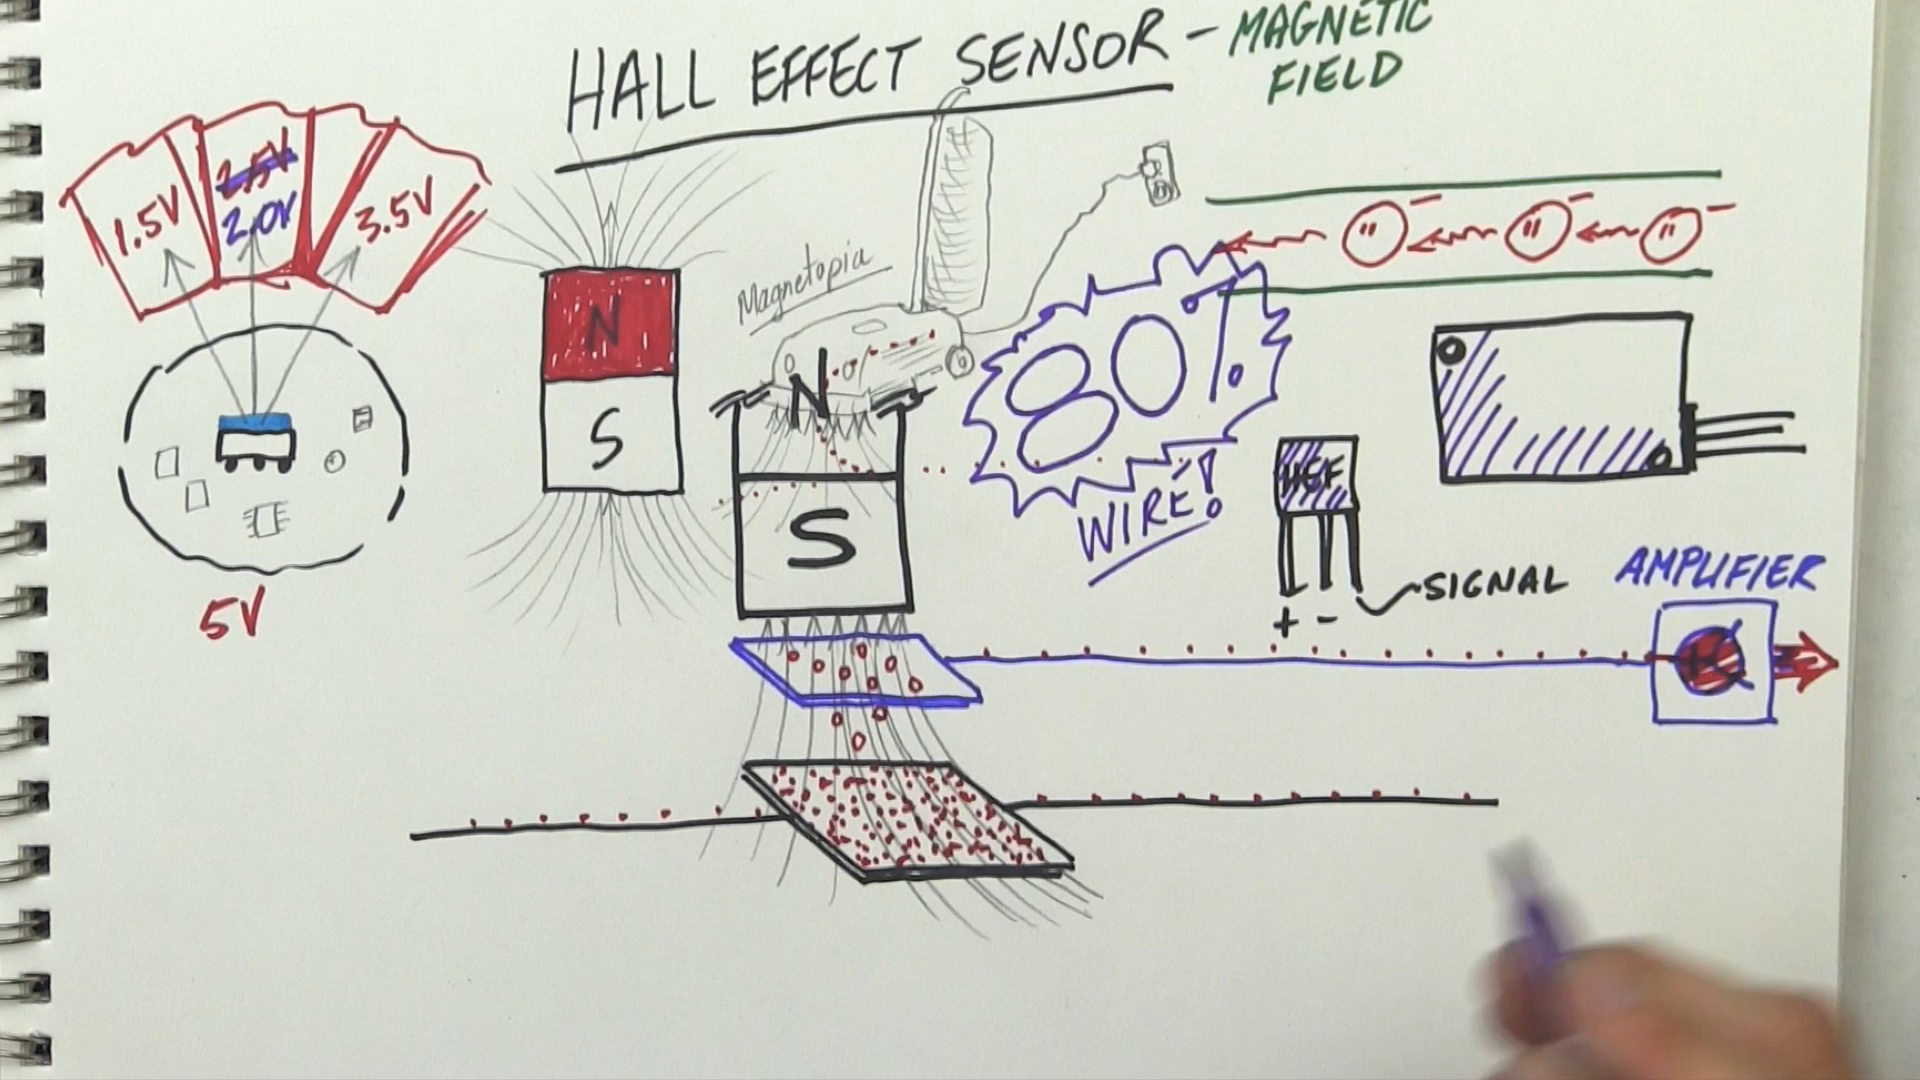 HALL EFFECT SENSOR - MAGNETIC
FIELD
1.5V
2.5V
2.0V
3.5V
5V
N
S
Magnetopia
N
S
80%
WIRE!
HEF
+ -
SIGNAL
AMPLIFIER